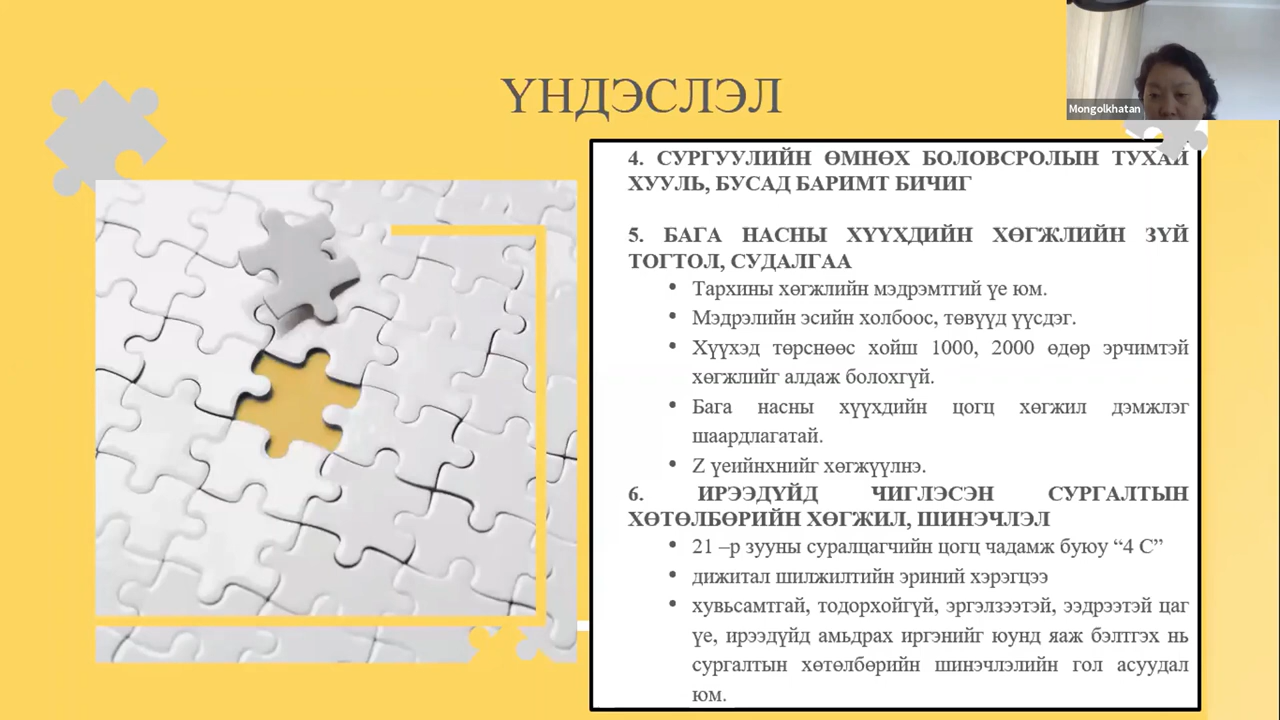 Mongolkhatan
ҮНДЭСЛЭЛ
4. СУРГУУЛИЙН ӨМНӨХ БОЛОВСРОЛЫН ТУХАЙ
ХУУЛЬ, БУСАД БАРИМТ БИЧИГ
5. БАГА НАСНЫ ХҮҮХДИЙН ХӨГЖЛИЙН ЗҮЙ
ТОГТОЛ, СУДАЛГАА
• Тархины хөгжлийн мэдрэмтгий үе юм.
• Мэдрэлийн эсийн холбоос, төвүүд үүсдэг.
• Хүүхэд төрснөөс хойш 1000, 2000 өдөр эрчимтэй
хөгжлийг алдаж болохгүй.
• Бага насны хүүхдийн цогц хөгжил дэмжлэг
шаардлагатай.
• Z үеийнхнийг хөгжүүлнэ.
6. ИРЭЭДҮЙД ЧИГЛЭСЭН СУРГАЛТЫН
ХӨТӨЛБӨРИЙН ХӨГЖИЛ, ШИНЭЧЛЭЛ
• 21 –р зууны суралцагчийн цогц чадамж буюу “4 C”
• дижитал шилжилтийн эриний хэрэгцээ
• хувьсамтгай, тодорхойгүй, эргэлзээтэй, ээдрээтэй цаг
үе, ирээдүйд амьдрах иргэнийг юунд яаж бэлтгэх нь
сургалтын хөтөлбөрийн шинэчлэлийн гол асуудал
юм.